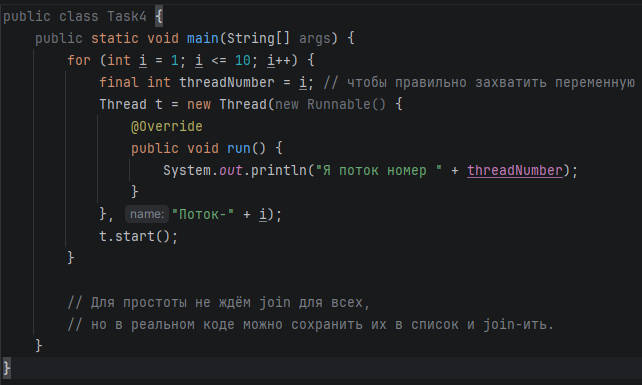 public class Task4 {
    public static void main(String[] args) {
        for (int i = 1; i <= 10; i++) {
            final int threadNumber = i; // чтобы правильно захватить переменную
            Thread t = new Thread(new Runnable() {
                @Override
                public void run() {
                    System.out.println("Я поток номер " + threadNumber);
                }
            }, name: "Поток-" + i);
            t.start();
        }

        // Для простоты не ждём join для всех,
        // но в реальном коде можно сохранить их в список и join-ить.
    }
}